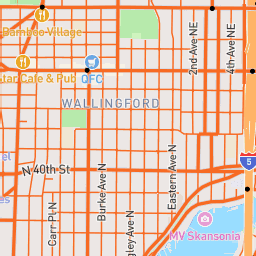 Bamboo Village
2nd Ave NE
4th Ave NE
Star Cafe & Pub
QFC
WALLINGFORD
5
N 40th St
Eastern Ave N
Burke Ave N
Carr Pl N
MV Skansonia